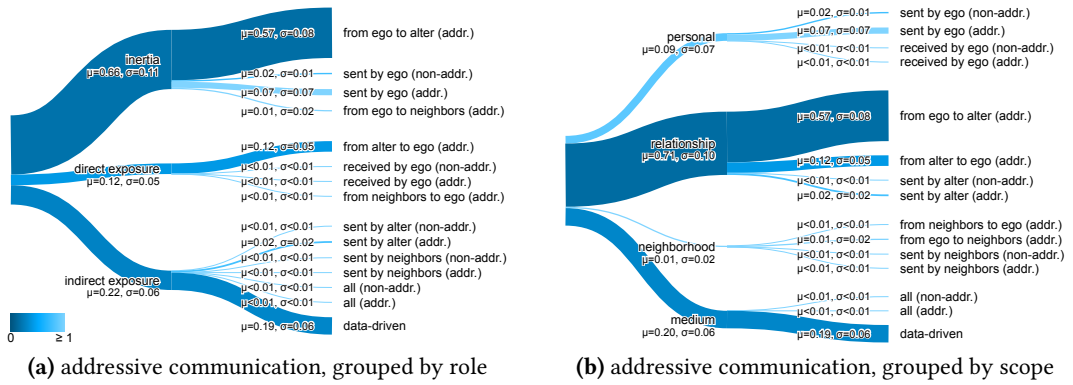 μ=0.57, σ=0.08
from ego to alter (addr.)
inertia
μ=0.66, σ=0.11
μ=0.02, σ=0.01
sent by ego (non-addr.)
μ=0.07, σ=0.07
sent by ego (addr.)
μ=0.01, σ=0.02
from ego to neighbors (addr.)
μ=0.12, σ=0.05
from alter to ego (addr.)
direct exposure
μ=0.12, σ=0.05
μ<0.01, σ<0.01
received by ego (non-addr.)
μ<0.01, σ<0.01
received by ego (addr.)
μ<0.01, σ<0.01
from neighbors to ego (addr.)
μ<0.01, σ<0.01
sent by alter (non-addr.)
μ=0.02, σ=0.02
sent by alter (addr.)
μ<0.01, σ<0.01
sent by neighbors (non-addr.)
μ<0.01, σ<0.01
sent by neighbors (addr.)
indirect exposure
μ=0.22, σ=0.06
μ<0.01, σ<0.01
all (non-addr.)
μ<0.01, σ<0.01
all (addr.)
μ=0.19, σ=0.06
data-driven
0
≥ 1
(a) addressive communication, grouped by role
μ=0.02, σ=0.01
sent by ego (non-addr.)
μ=0.07, σ=0.07
sent by ego (addr.)
personal
μ=0.09, σ=0.07
μ<0.01, σ<0.01
received by ego (non-addr.)
μ<0.01, σ<0.01
received by ego (addr.)
μ=0.57, σ=0.08
from ego to alter (addr.)
relationship
μ=0.71, σ=0.10
μ=0.12, σ=0.05
from alter to ego (addr.)
μ<0.01, σ<0.01
sent by alter (non-addr.)
μ=0.02, σ=0.02
sent by alter (addr.)
μ<0.01, σ<0.01
from neighbors to ego (addr.)
μ=0.01, σ=0.02
from ego to neighbors (addr.)
neighborhood
μ=0.01, σ=0.02
μ<0.01, σ<0.01
sent by neighbors (non-addr.)
μ<0.01, σ<0.01
sent by neighbors (addr.)
μ<0.01, σ<0.01
all (non-addr.)
μ<0.01, σ<0.01
all (addr.)
medium
μ=0.20, σ=0.06
μ=0.19, σ=0.06
data-driven
(b) addressive communication, grouped by scope